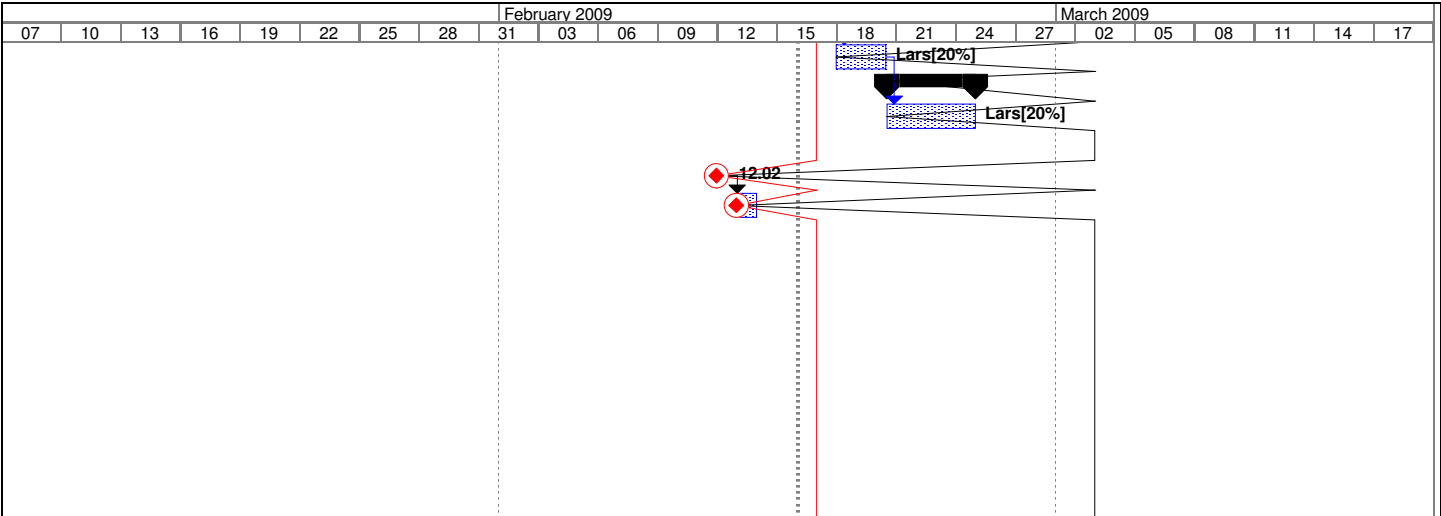 February 2009 March 2009
07 10 13 16 19 22 25 28 31 03 06 09 12 15 18 21 24 27 02 05 08 11 14 17
Lars[20%]
Lars[20%]
12.02